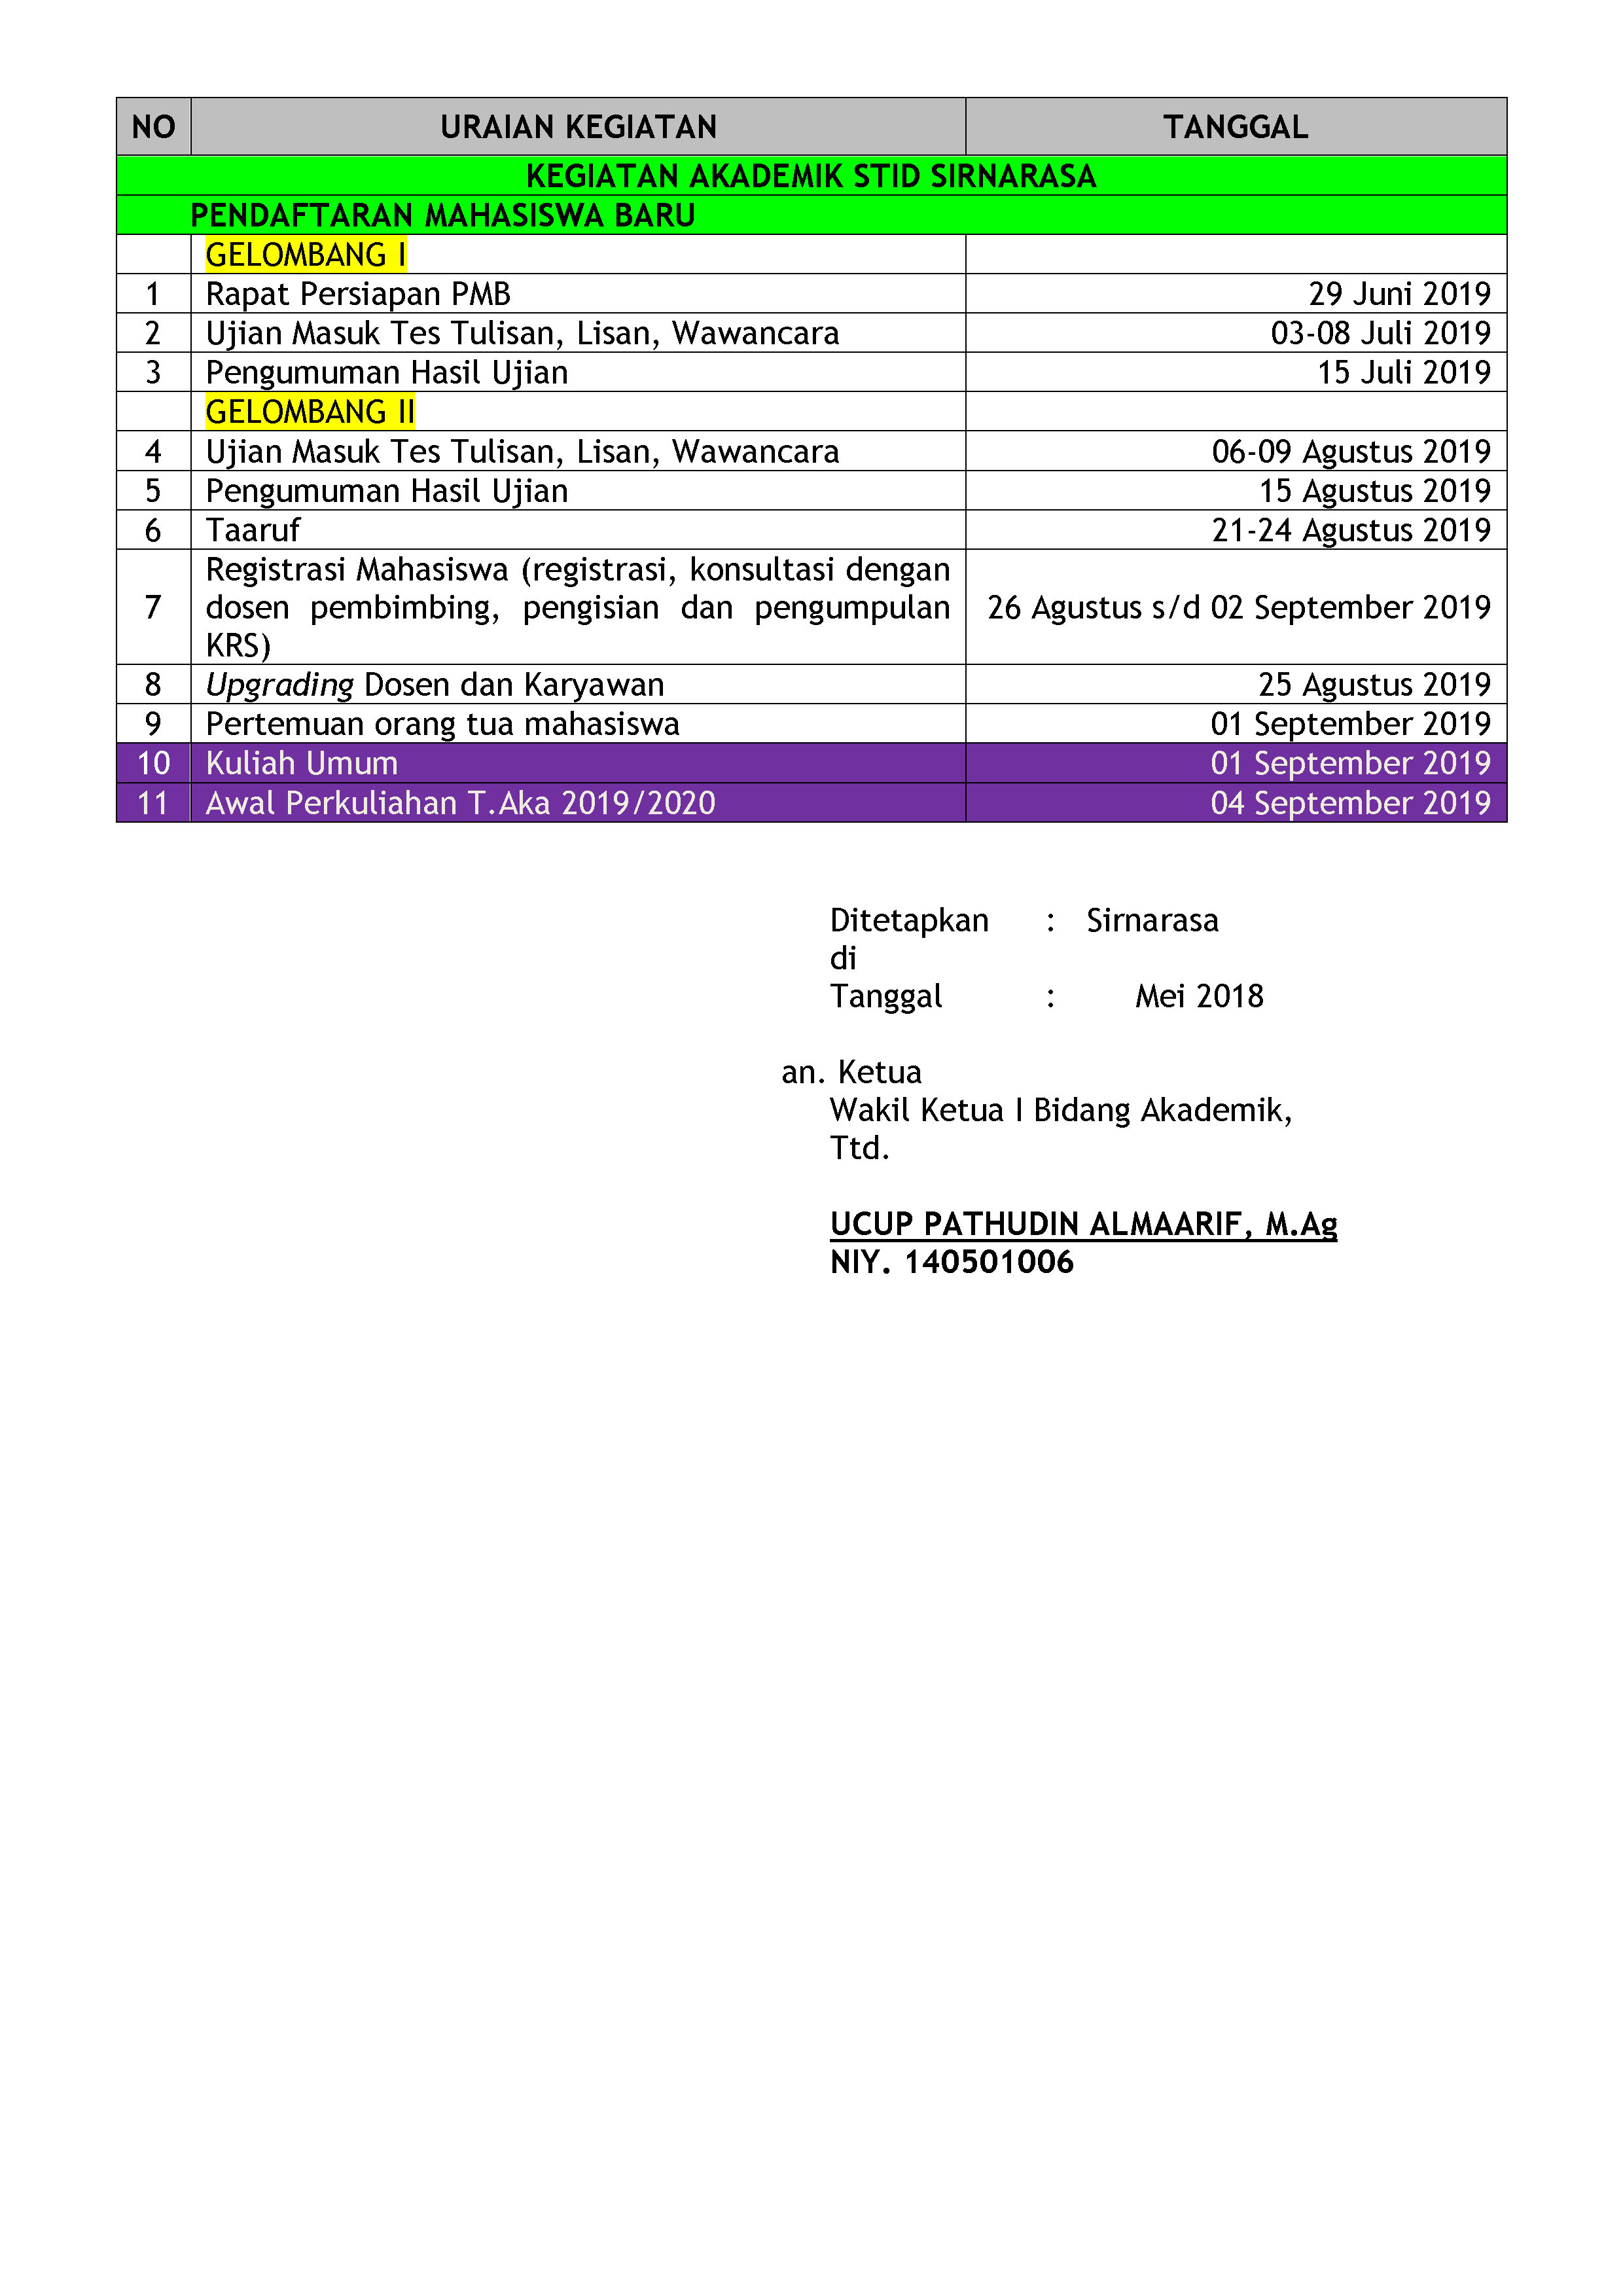 NO URAIAN KEGIATAN TANGGAL
KEGIATAN AKADEMIK STID SIRNARASA
PENDAFTARAN MAHASISWA BARU
GELOMBANG I
1 Rapat Persiapan PMB 29 Juni 2019
2 Ujian Masuk Tes Tulisan, Lisan, Wawancara 03-08 Juli 2019
3 Pengumuman Hasil Ujian 15 Juli 2019
GELOMBANG II
4 Ujian Masuk Tes Tulisan, Lisan, Wawancara 06-09 Agustus 2019
5 Pengumuman Hasil Ujian 15 Agustus 2019
6 Taaruf 21-24 Agustus 2019
Registrasi Mahasiswa (registrasi, konsultasi dengan
7 dosen pembimbing, pengisian dan pengumpulan 26 Agustus s/d 02 September 2019
KRS)
8 Upgrading Dosen dan Karyawan 25 Agustus 2019
9 Pertemuan orang tua mahasiswa 01 September 2019
10 Kuliah Umum 01 September 2019
11 Awal Perkuliahan T.Aka 2019/2020 04 September 2019
Ditetapkan : Sirnarasa
di
Tanggal : Mei 2018
an. Ketua
Wakil Ketua I Bidang Akademik,
Ttd.
UCUP PATHUDIN ALMAARIF, M.Ag
NIY. 140501006